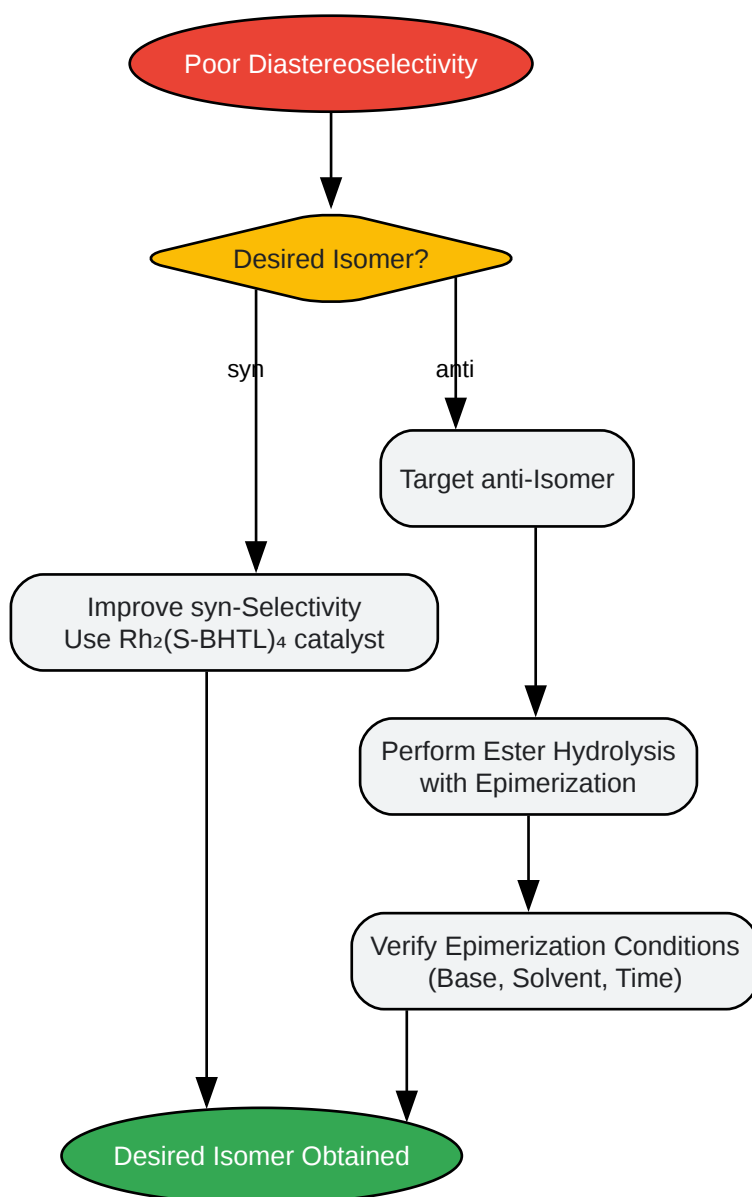 Poor Diastereoselectivity
Desired Isomer?
syn
anti
Target anti-Isomer
Improve syn-Selectivity
Use Rh₂(S-BHTL)₄ catalyst
Perform Ester Hydrolysis
with Epimerization
Verify Epimerization Conditions
(Base, Solvent, Time)
Desired Isomer Obtained